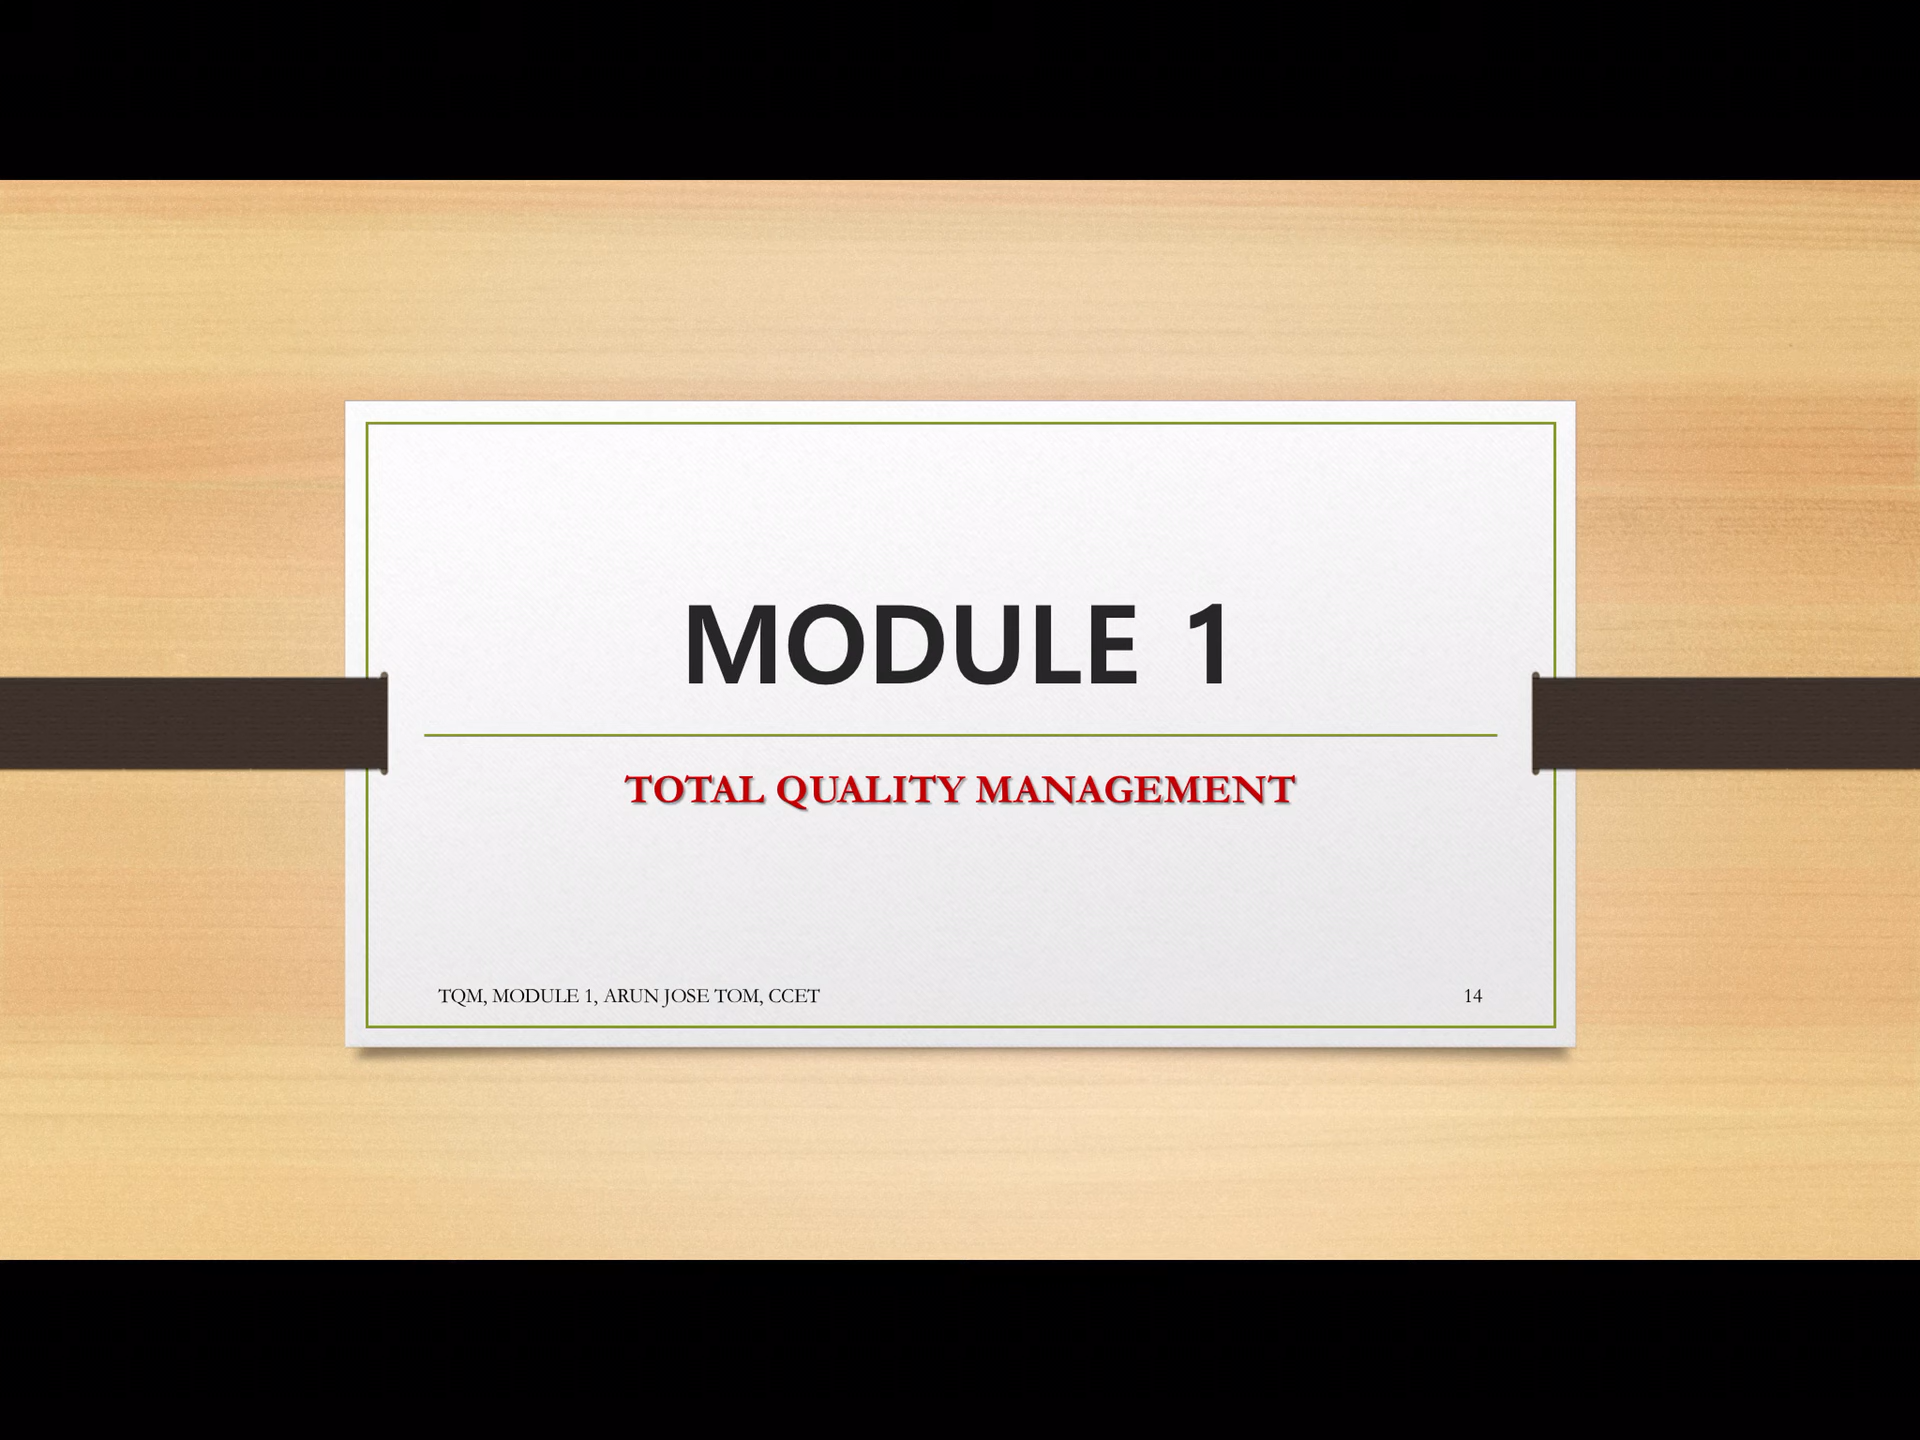 MODULE 1
TOTAL QUALITY MANAGEMENT
TQM, MODULE 1, ARUN JOSE TOM, CCET
14